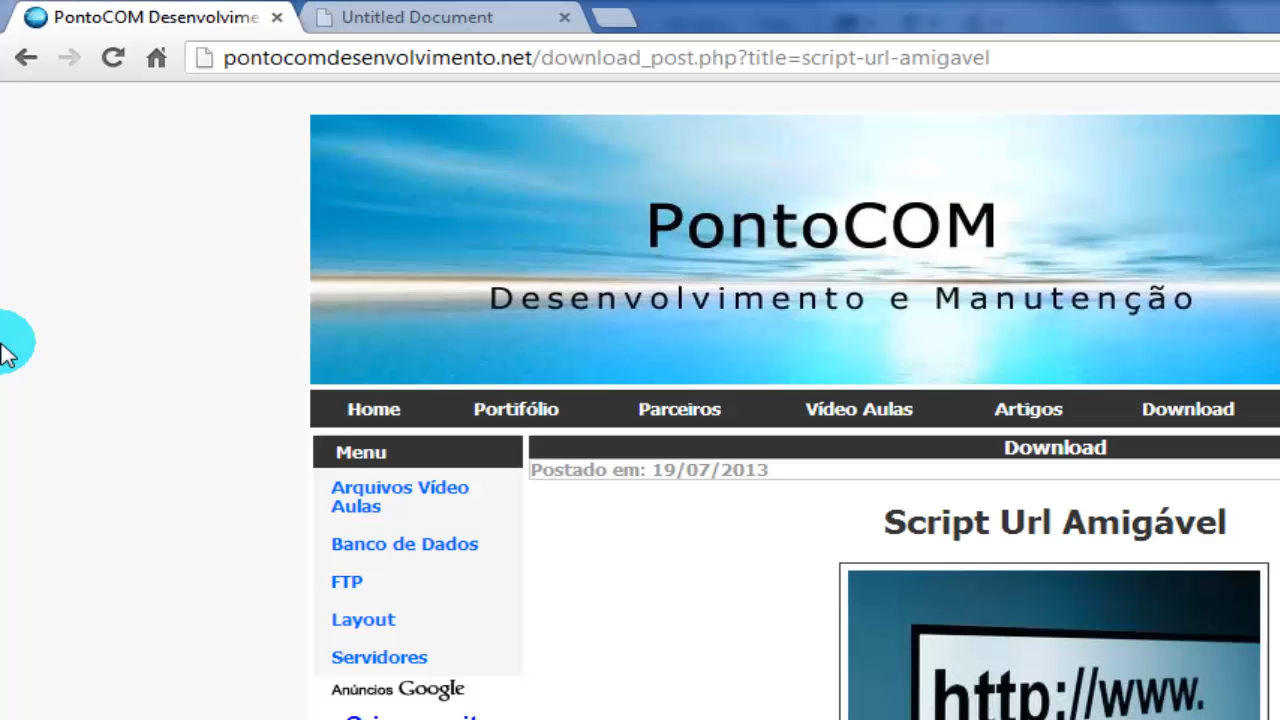 PontoCOM Desenvolvime
Untitled Document
pontocomdesenvolvimento.net/download_post.php?title=script-url-amigavel
PontoCOM
Desenvolvimento e Manutenção
Home Portifólio Parceiros Vídeo Aulas Artigos Download
Menu
Arquivos Vídeo
Aulas
Banco de Dados
FTP
Layout
Servidores
Anúncios Google
Download
Postado em: 19/07/2013
Script Url Amigável
http://www.